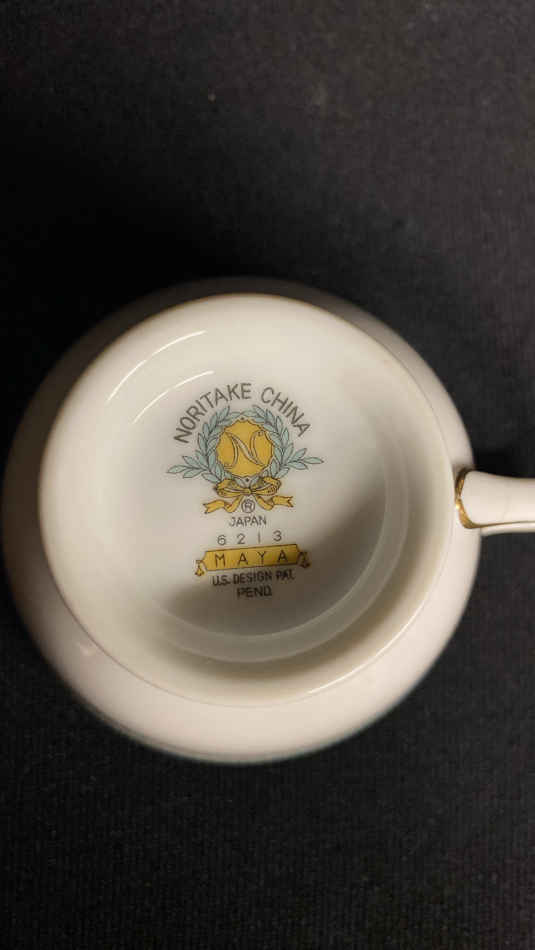 NORITAKE CHINA
N
®
JAPAN
6213
MAYA
U.S. DESIGN PAT.
PEND.